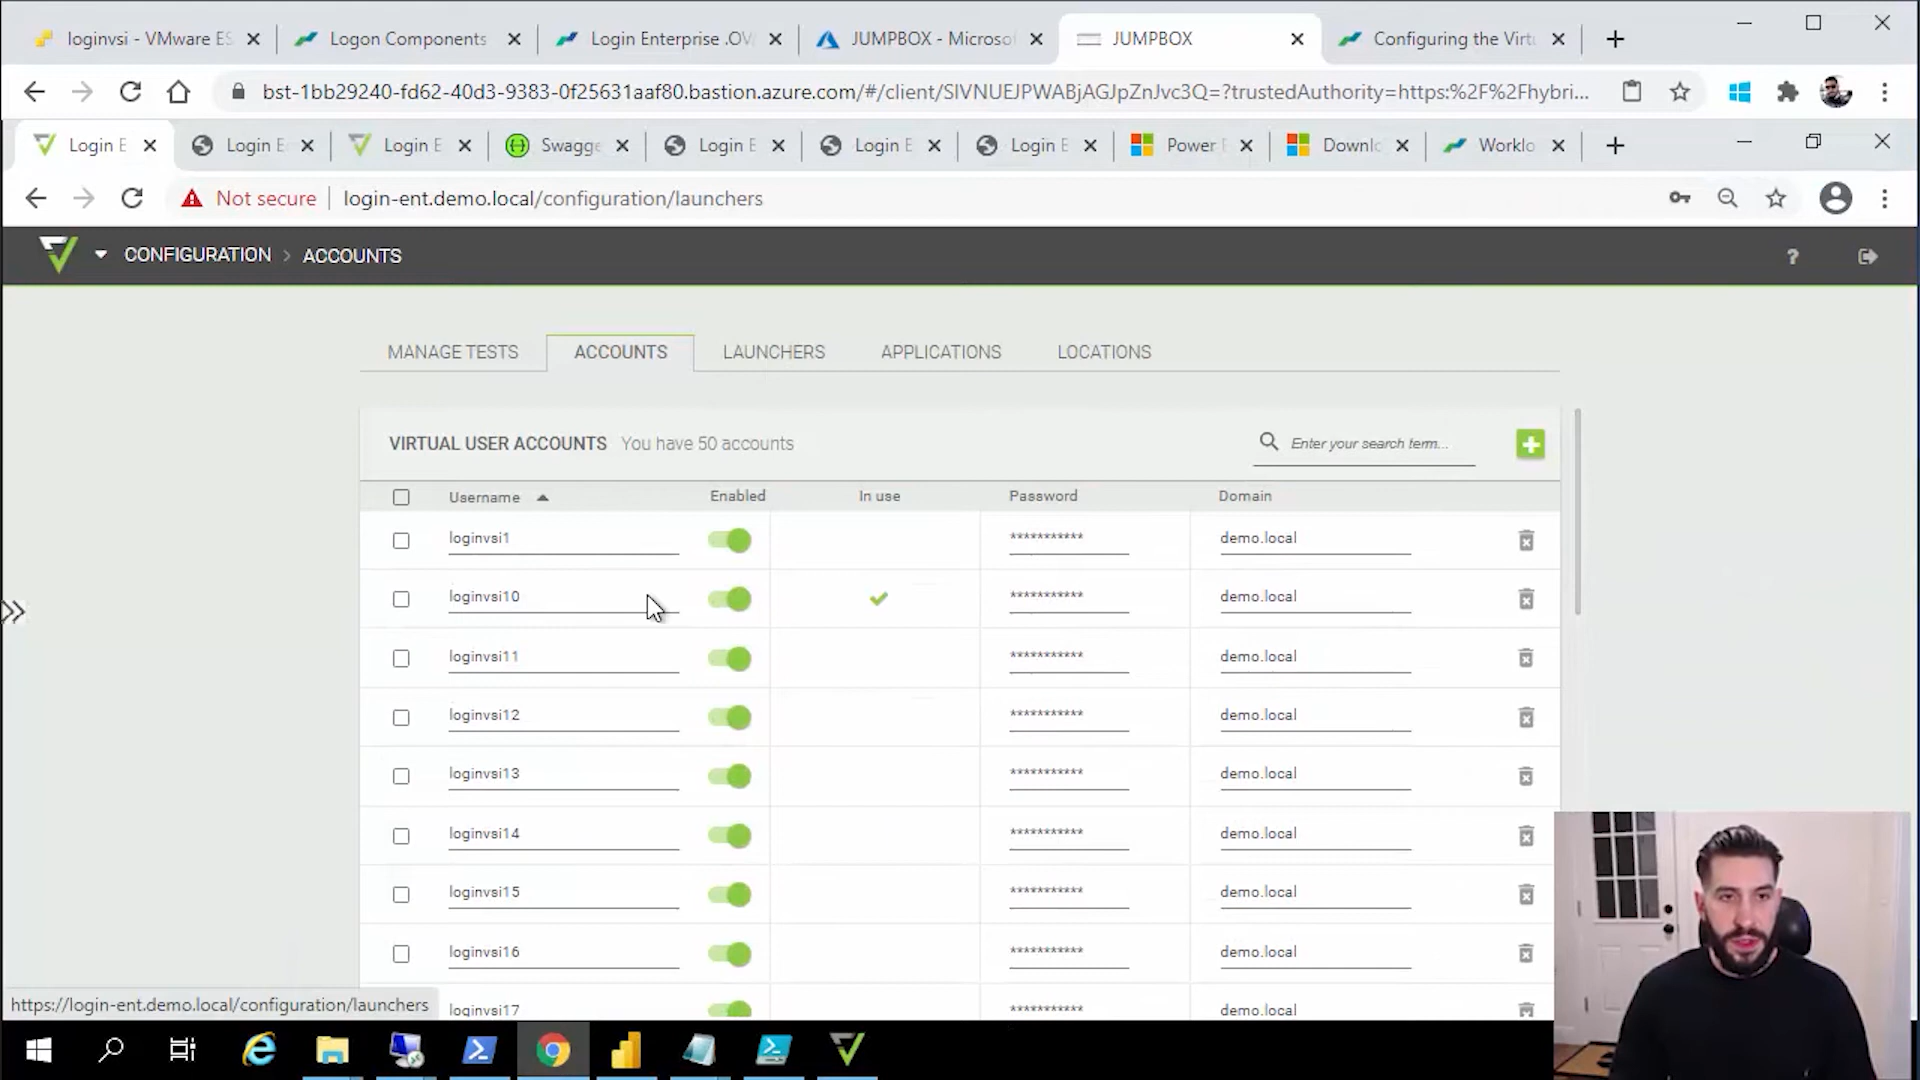 loginvsi - VMware ES
Logon Components
Login Enterprise .OV
JUMPBOX - Microsof
JUMPBOX
Configuring the Virtu
bst-1bb29240-fd62-40d3-9383-0f25631aaf80.bastion.azure.com/#/client/SlVNUEJPWABjAGJpZnJvc3Q=?trustedAuthority=https:%2F%2Fhybri...
Login E
Login E
Login E
Swagge
Login E
Login E
Login E
Power B
Downlo
Worklo
Not secure
login-ent.demo.local/configuration/launchers
CONFIGURATION > ACCOUNTS
?
MANAGE TESTS
ACCOUNTS
LAUNCHERS
APPLICATIONS
LOCATIONS
VIRTUAL USER ACCOUNTS You have 50 accounts
Enter your search term...
Username Enabled In use Password Domain
loginvsi1 *********** demo.local
loginvsi10 *********** demo.local
loginvsi11 *********** demo.local
loginvsi12 *********** demo.local
loginvsi13 *********** demo.local
loginvsi14 *********** demo.local
loginvsi15 *********** demo.local
loginvsi16 *********** demo.local
loginvsi17 *********** demo.local
https://login-ent.demo.local/configuration/launchers